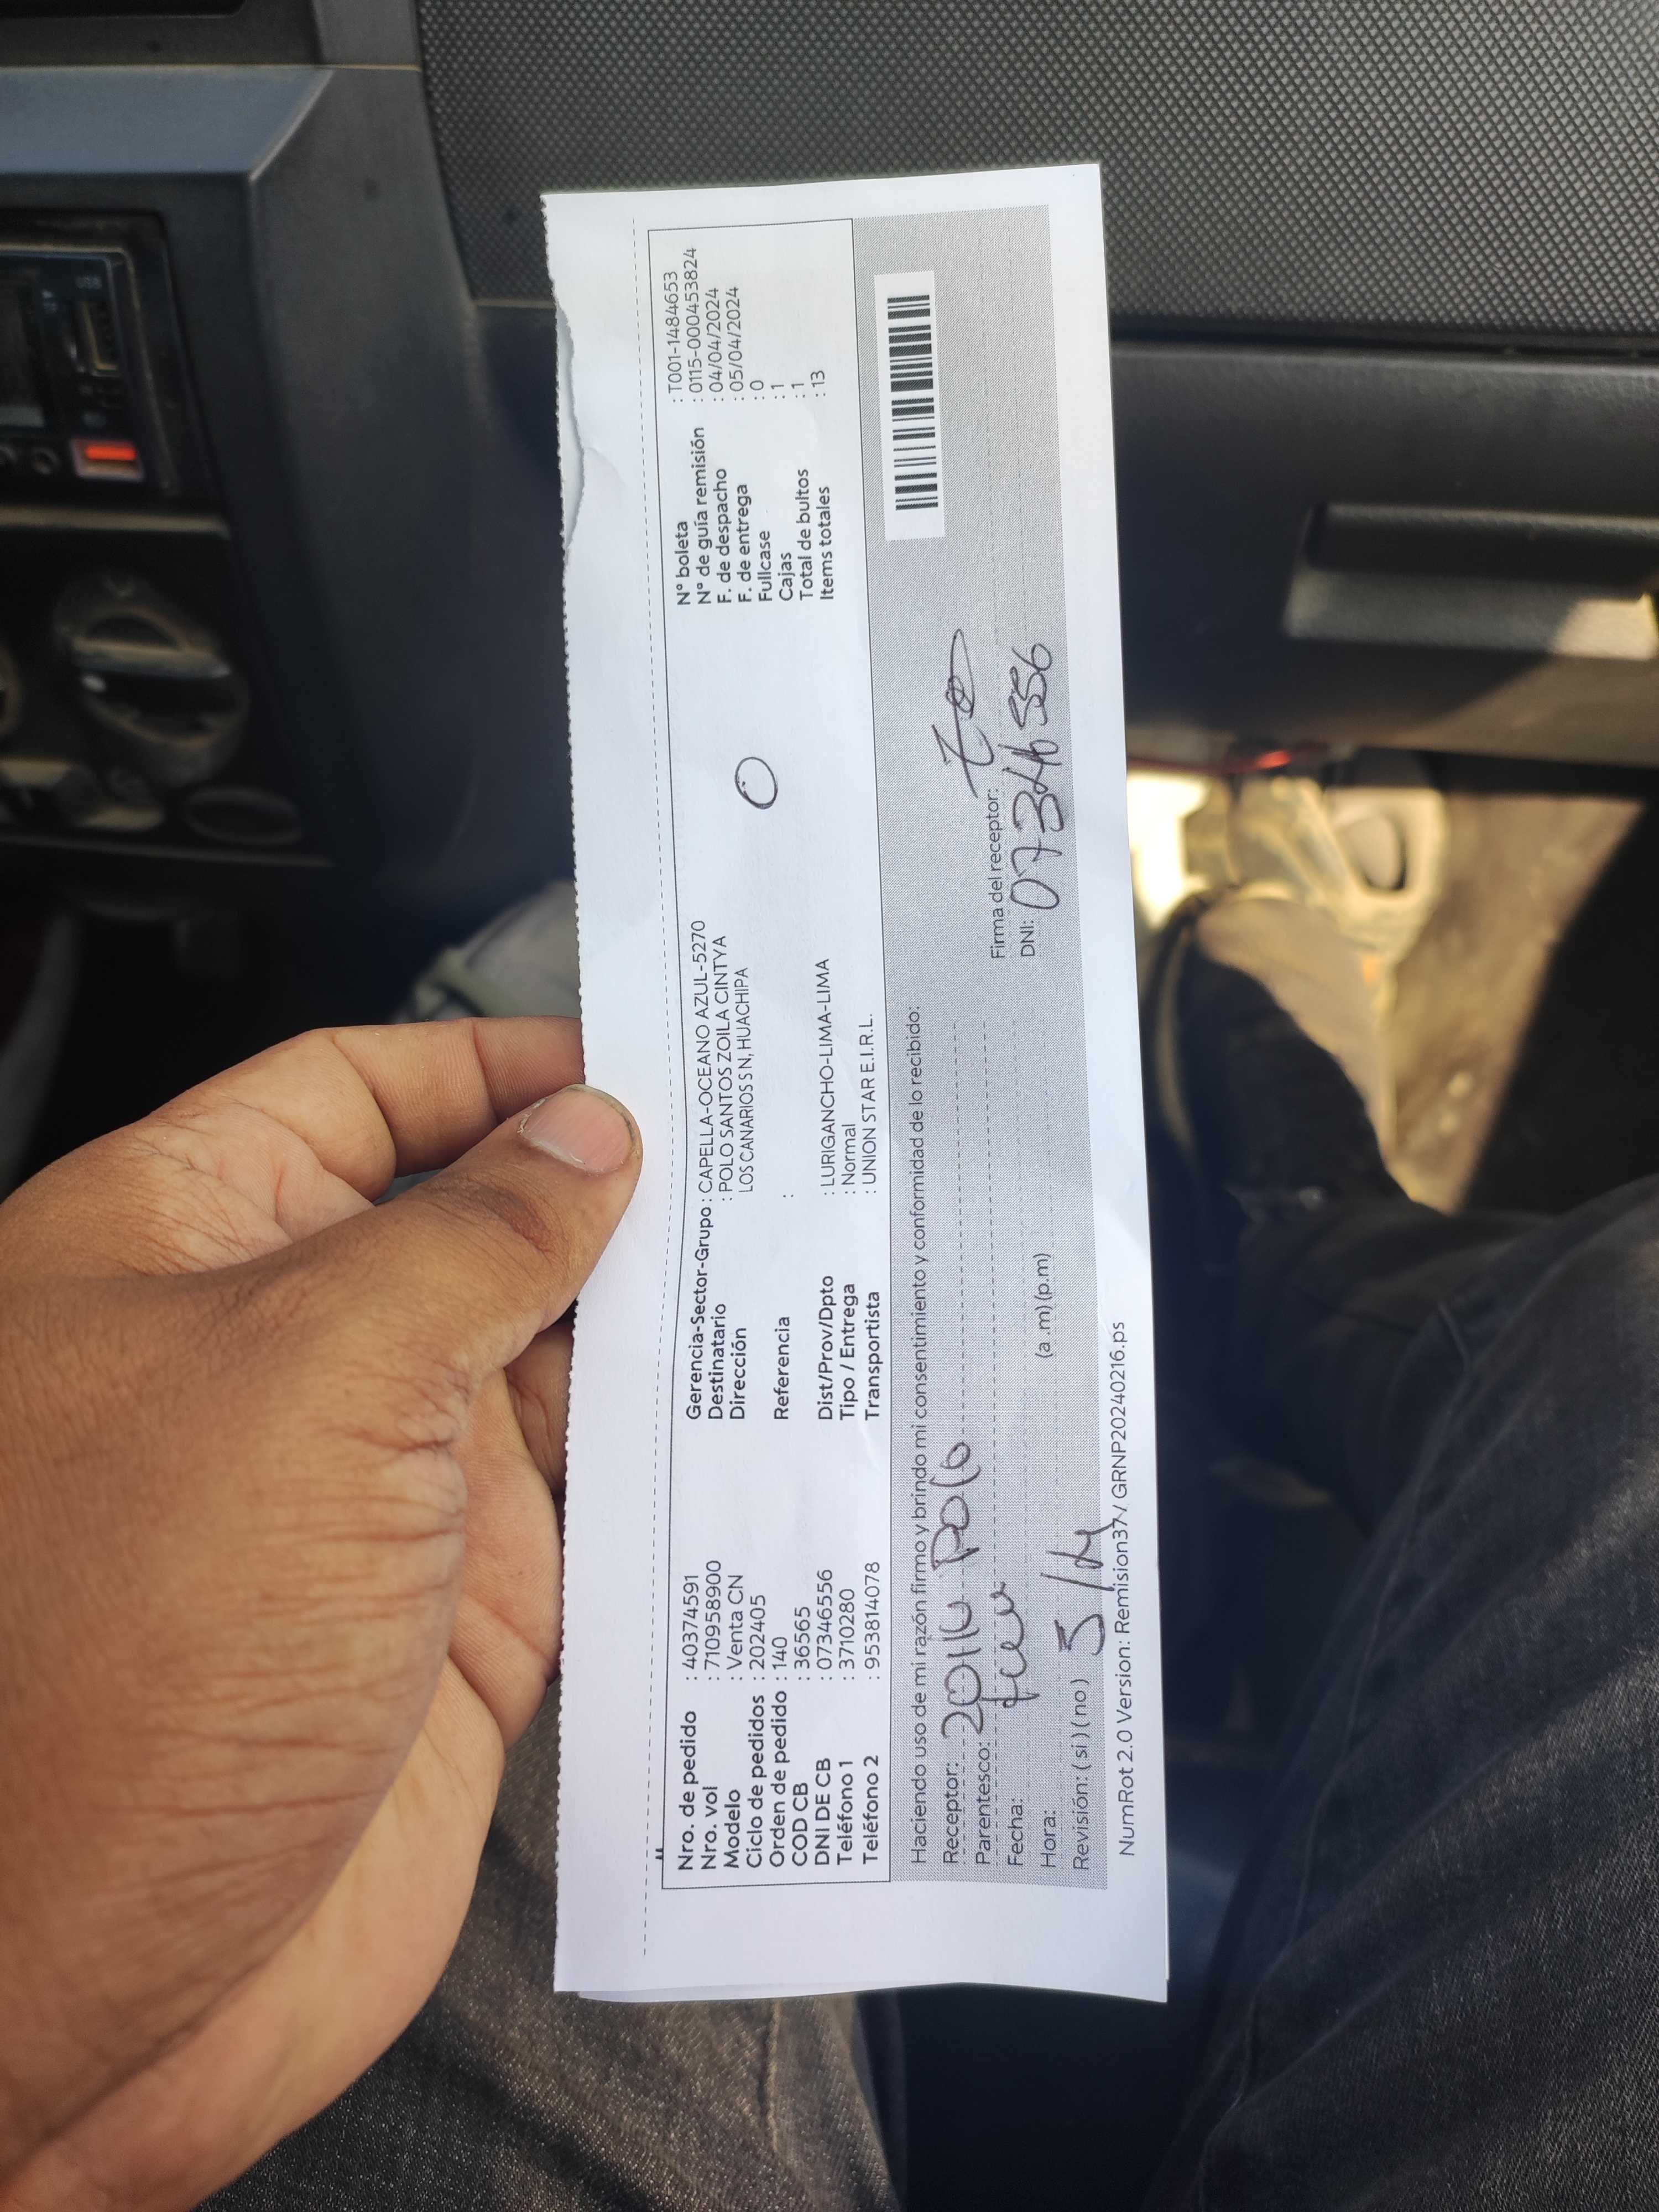 Nro. de pedido : 40374591
Nro. vol : 710958900
Modelo : Venta CN
Ciclo de pedidos : 202405
Orden de pedido : 140
COD CB : 36565
DNI DE CB : 07346556
Teléfono 1 : 3710280
Teléfono 2 : 953814078
Gerencia-Sector-Grupo : CAPELLA-OCEANO AZUL-5270
Destinatario : POLO SANTOS ZOILA CINTYA
Dirección LOS CANARIOS S N, HUACHIPA
Referencia :
Dist/Prov/Dpto : LURIGANCHO-LIMA-LIMA
Tipo / Entrega : Normal
Transportista : UNION STAR E.I.R.L.
N° boleta : T001-1484653
N° de guía remisión : 0115-000453824
F. de despacho : 04/04/2024
F. de entrega : 05/04/2024
Fullcase : 0
Cajas : 1
Total de bultos : 1
Items totales : 13
Haciendo uso de mi razón firmo y brindo mi consentimiento y conformidad de lo recibido:
Receptor: Zoila Polo
Parentesco:
Fecha:
Hora: (a.m) (p.m)
Revisión: ( si ) ( no ) 5/4
Firma del receptor:
DNI: 07346556
NumRot 2.0 Version: Remision37 / GRNP20240216.ps